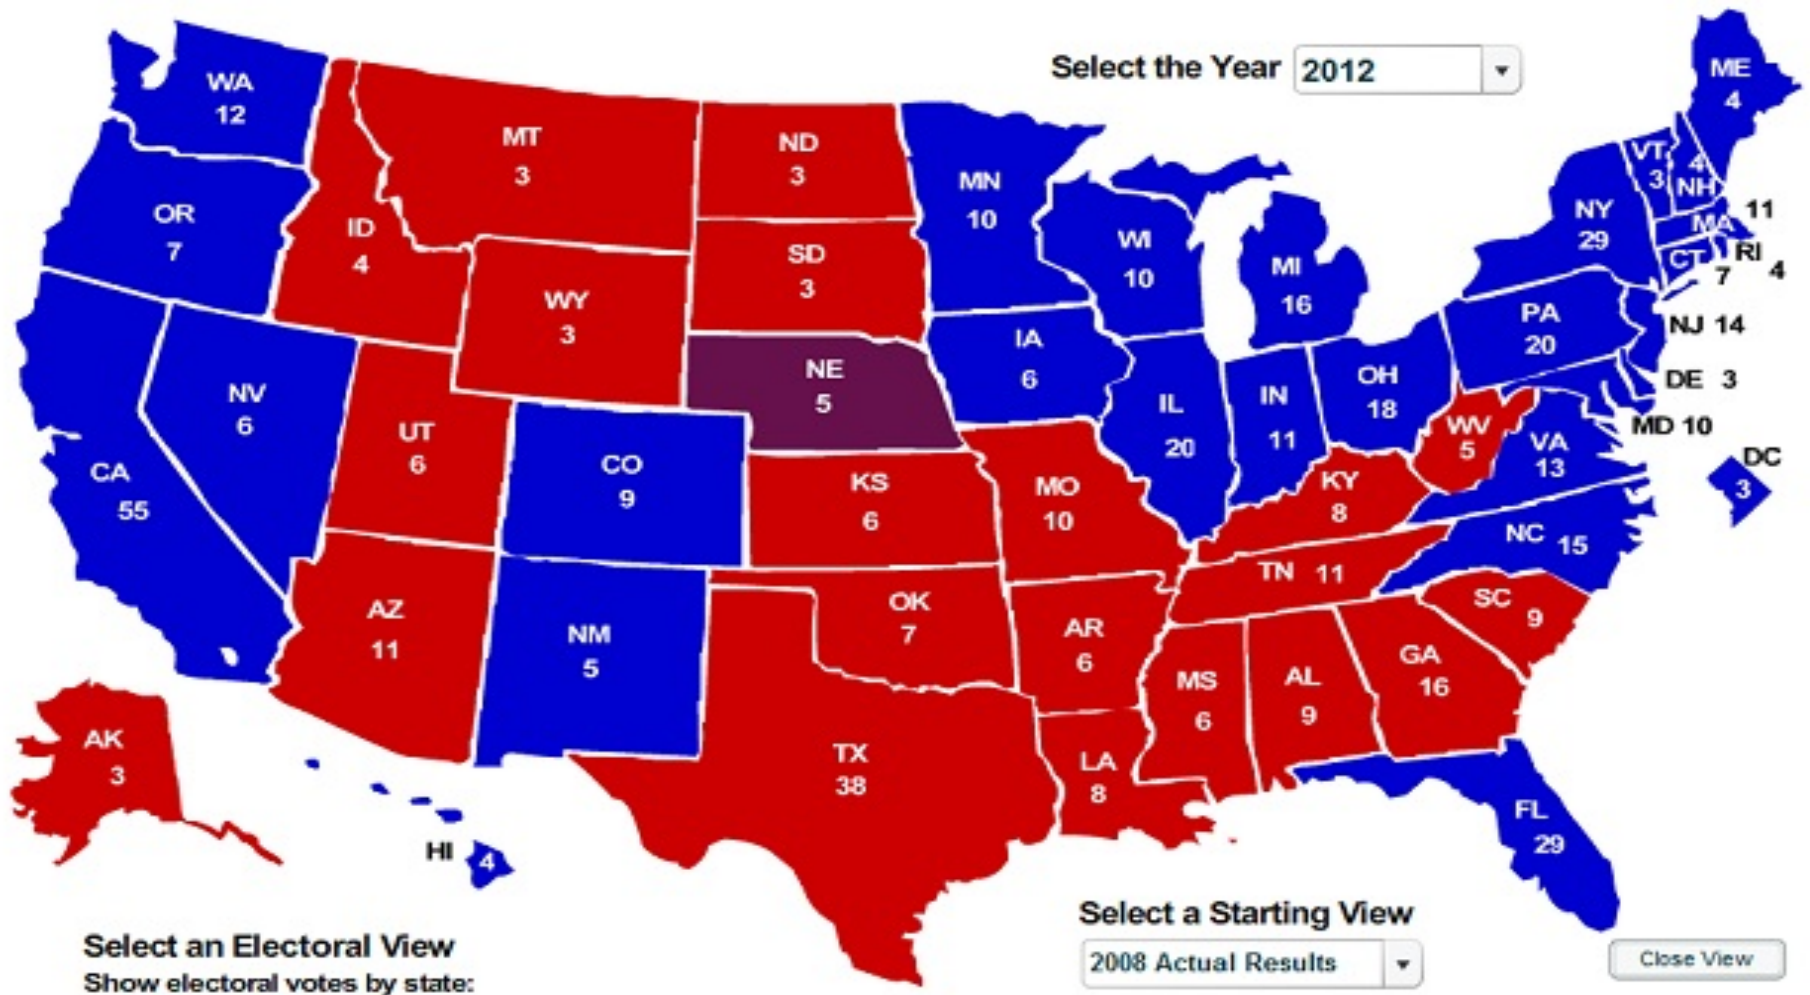 Select the Year 2012
WA
12
OR
7
CA
55
NV
6
ID
4
MT
3
WY
3
UT
6
AZ
11
CO
9
NM
5
ND
3
SD
3
NE
5
KS
6
OK
7
TX
38
MN
10
IA
6
MO
10
AR
6
LA
8
WI
10
IL
20
MI
16
IN
11
OH
18
KY
8
TN 11
MS
6
AL
9
GA
16
FL
29
SC 9
NC 15
VA
13
WV
5
PA
20
NY
29
VT
3
4
NH
ME
4
MA 11
RI 4
CT 7
NJ 14
DE 3
MD 10
DC
3
AK
3
HI 4
Select a Starting View
2008 Actual Results
Close View
Select an Electoral View
Show electoral votes by state: